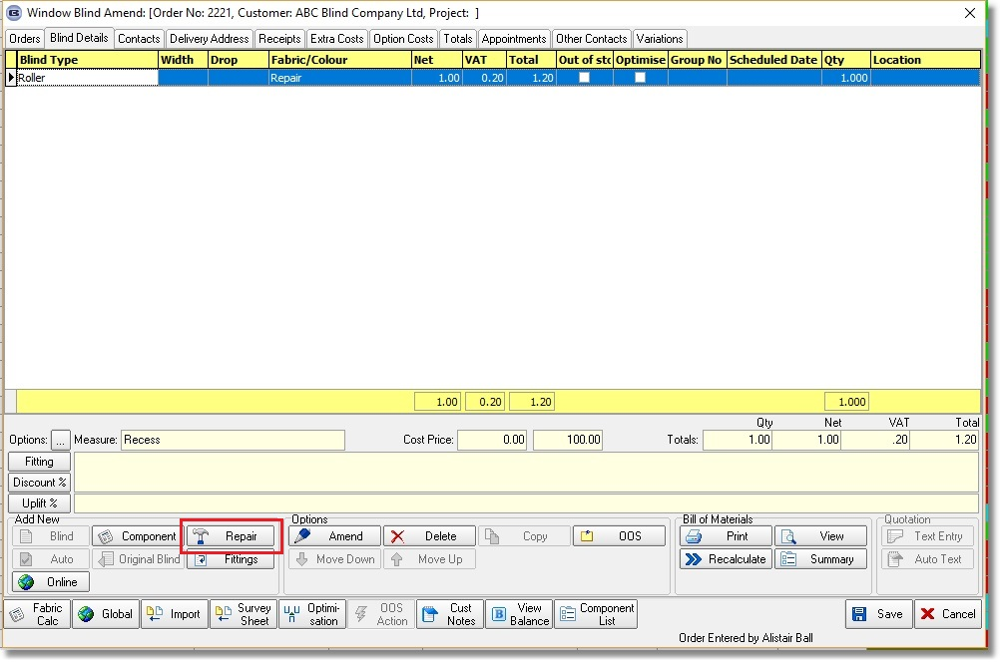 Window Blind Amend: [Order No: 2221, Customer: ABC Blind Company Ltd, Project:  ]
Orders Blind Details Contacts Delivery Address Receipts Extra Costs Option Costs Totals Appointments Other Contacts Variations
Blind Type Width Drop Fabric/Colour Net VAT Total Out of stc Optimise Group No Scheduled Date Qty Location
Roller Repair 1.00 0.20 1.20 1.000
1.00 0.20 1.20 1.000
Qty Net VAT Total
Options: ... Measure: Recess Cost Price: 0.00 100.00 Totals: 1.00 1.00 .20 1.20
Fitting
Discount %
Uplift %
Add New Options Bill of Materials Quotation
Blind Component Repair Amend Delete Copy OOS Print View Text Entry
Auto Original Blind Fittings Move Down Move Up Recalculate Summary Auto Text
Online
Fabric Calc Global Import Survey Sheet Optimi-sation OOS Action Cust Notes View Balance Component List Save Cancel
Order Entered by Alistair Ball